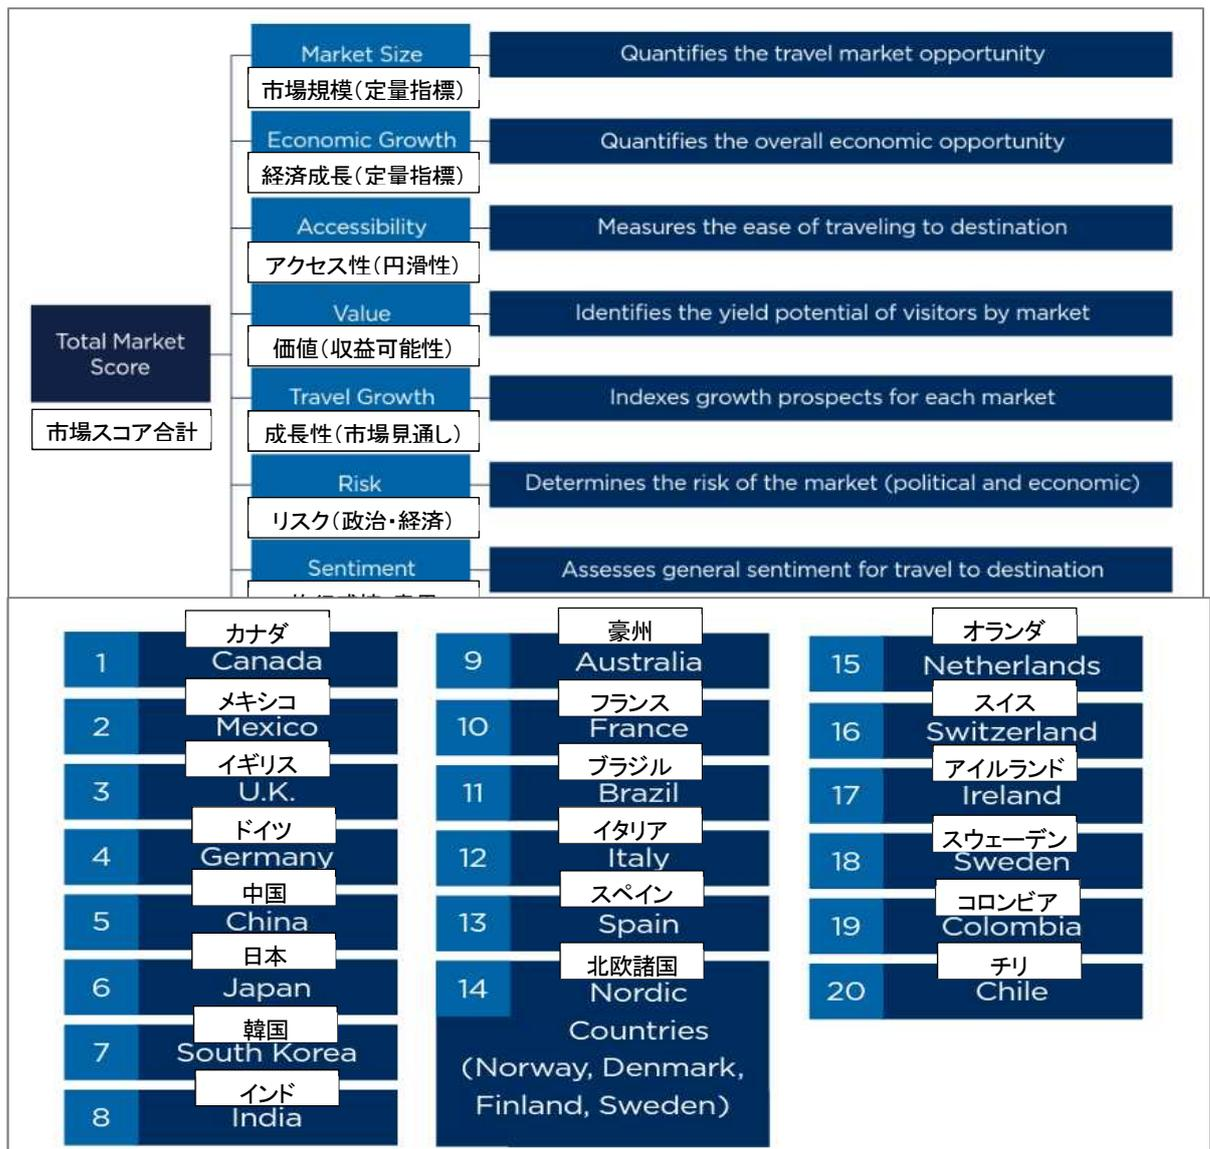 Market Size
Quantifies the travel market opportunity
市場規模(定量指標)
Economic Growth
Quantifies the overall economic opportunity
経済成長(定量指標)
Accessibility
Measures the ease of traveling to destination
アクセス性(円滑性)
Value
Identifies the yield potential of visitors by market
価値(収益可能性)
Total Market
Score
市場スコア合計
Travel Growth
Indexes growth prospects for each market
成長性(市場見通し)
Risk
Determines the risk of the market (political and economic)
リスク(政治・経済)
Sentiment
Assesses general sentiment for travel to destination
カナダ
1 Canada
メキシコ
2 Mexico
イギリス
3 U.K.
ドイツ
4 Germany
中国
5 China
日本
6 Japan
韓国
7 South Korea
インド
8 India
豪州
9 Australia
フランス
10 France
ブラジル
11 Brazil
イタリア
12 Italy
スペイン
13 Spain
北欧諸国
14 Nordic
Countries
(Norway, Denmark,
Finland, Sweden)
オランダ
15 Netherlands
スイス
16 Switzerland
アイルランド
17 Ireland
スウェーデン
18 Sweden
コロンビア
19 Colombia
チリ
20 Chile